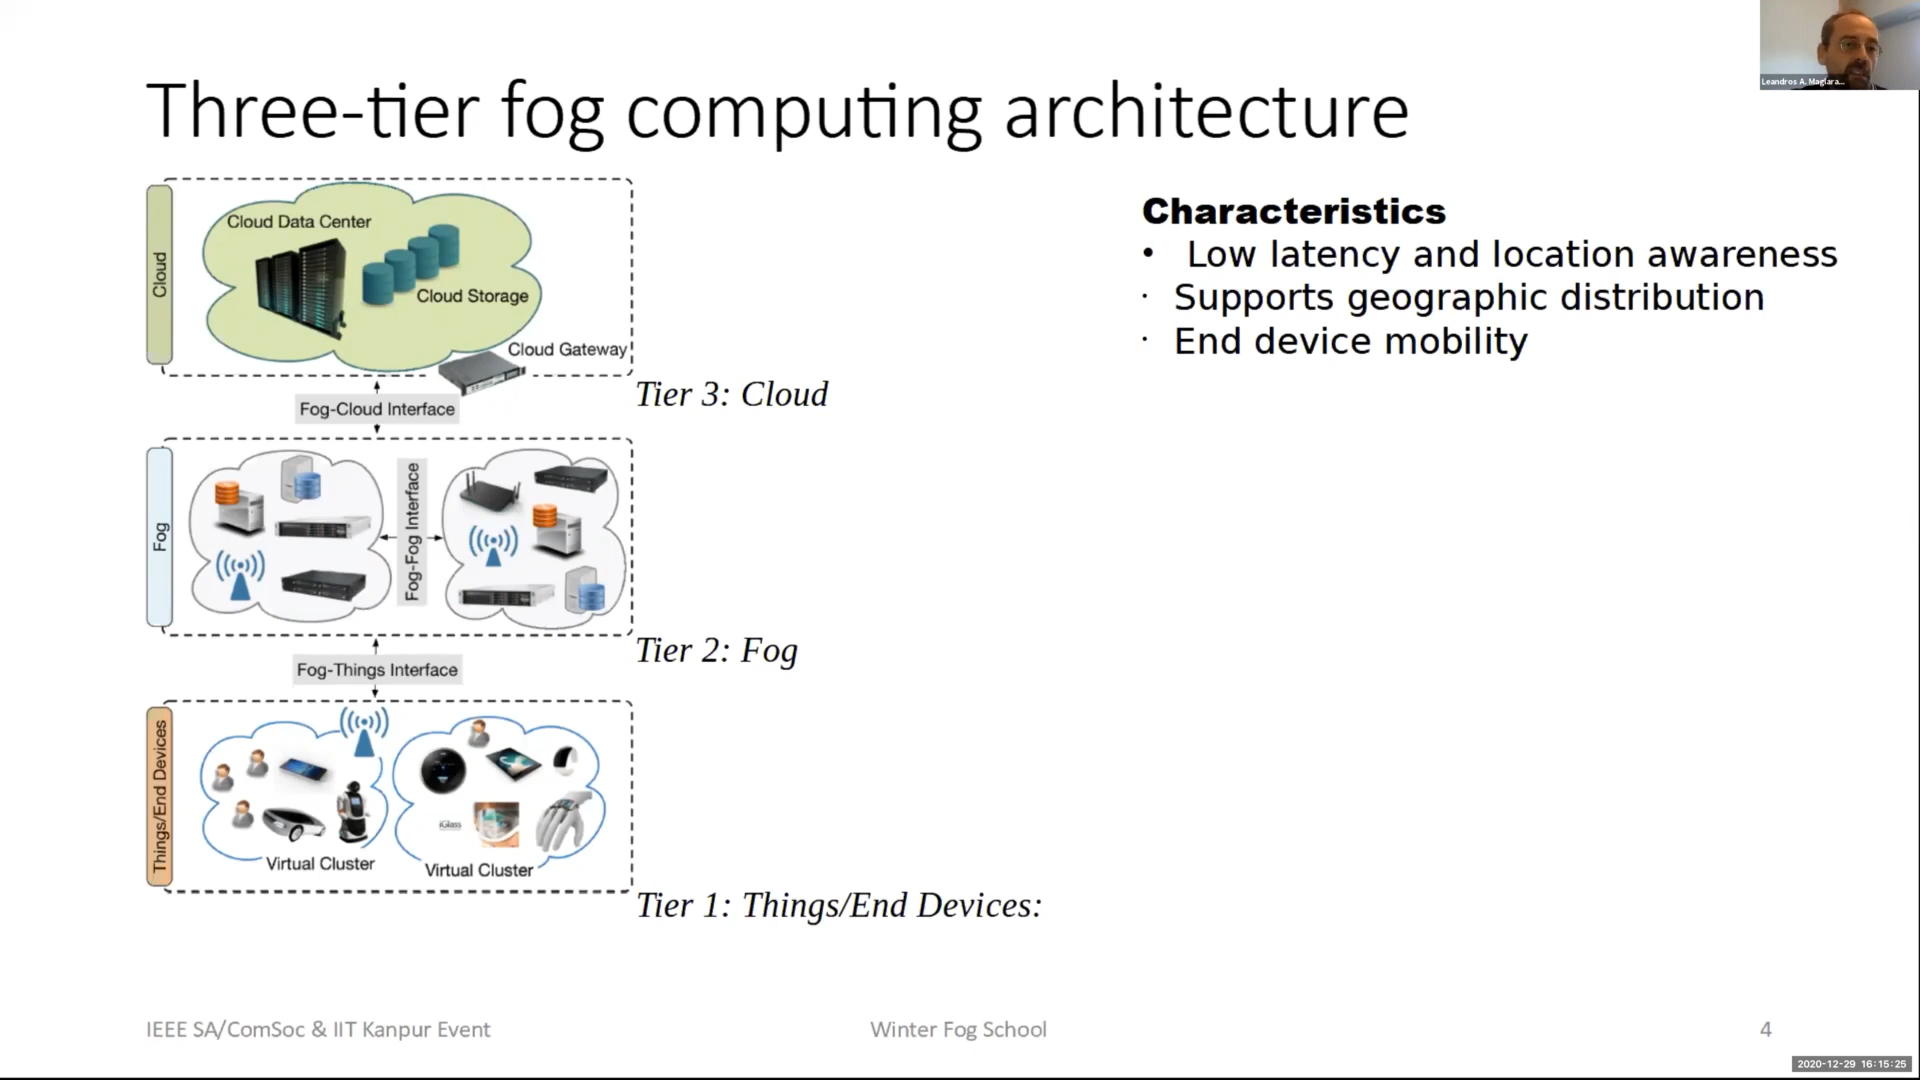 Three-tier fog computing architecture
Leandros A. Maglara...
Cloud
Cloud Data Center
Cloud Storage
Cloud Gateway
Tier 3: Cloud
Fog-Cloud Interface
Fog
Fog-Fog Interface
Tier 2: Fog
Fog-Things Interface
Things/End Devices
iGlass
Virtual Cluster
Virtual Cluster
Tier 1: Things/End Devices:
Characteristics
• Low latency and location awareness
· Supports geographic distribution
· End device mobility
IEEE SA/ComSoc & IIT Kanpur Event
Winter Fog School
4
2020-12-29 16:15:25